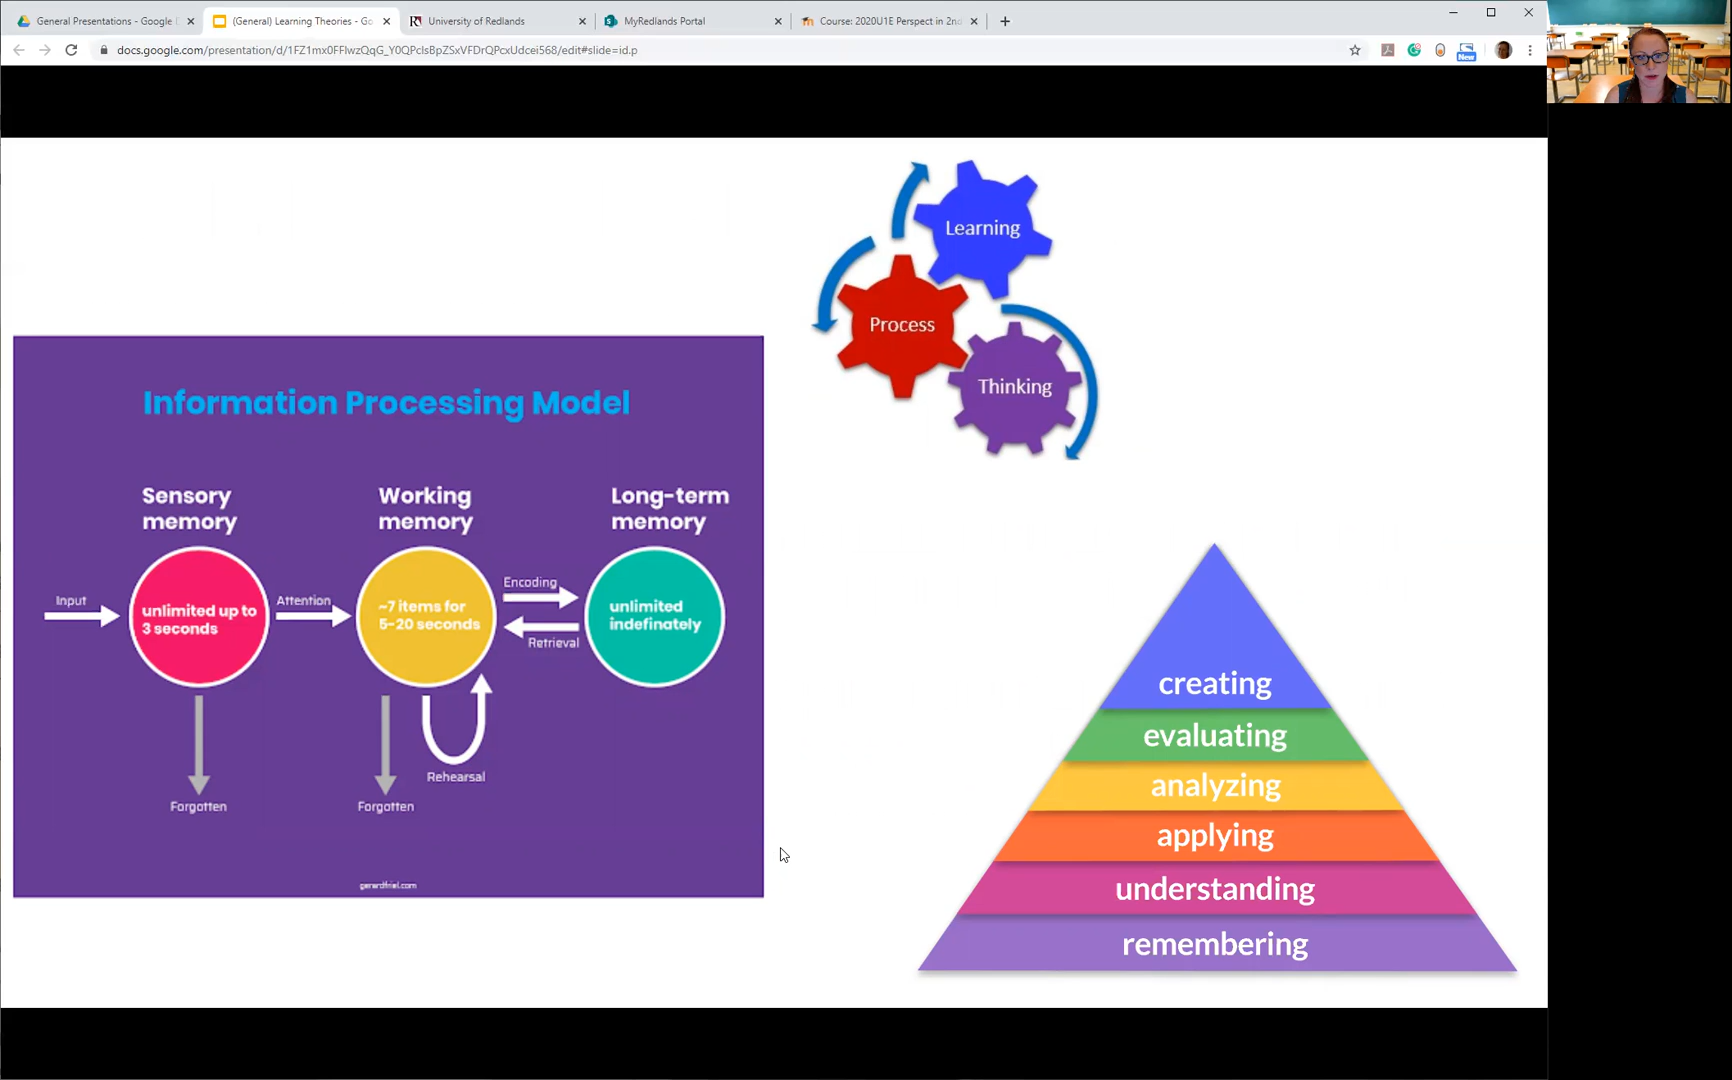 General Presentations - Google D
(General) Learning Theories - Go
University of Redlands
MyRedlands Portal
Course: 2020U1E Perspect in 2nd
docs.google.com/presentation/d/1FZ1mx0FFlwzQqG_Y0QPcIsBpZSxVFDrQPcxUdcei568/edit#slide=id.p
New
Learning
Process
Thinking
Information Processing Model
Sensory
memory
Working
memory
Long-term
memory
Input
unlimited up to
3 seconds
Attention
~7 items for
5-20 seconds
Encoding
Retrieval
unlimited
indefinately
Rehearsal
Forgotten
Forgotten
gerardfriel.com
creating
evaluating
analyzing
applying
understanding
remembering